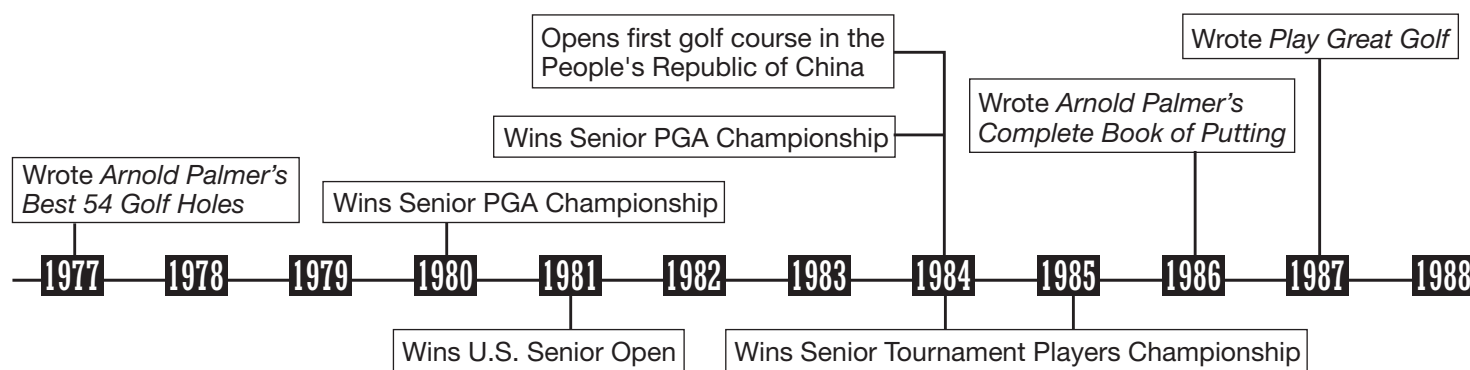 Opens first golf course in the
People's Republic of China
Wrote Play Great Golf
Wrote Arnold Palmer's
Complete Book of Putting
Wins Senior PGA Championship
Wrote Arnold Palmer's
Best 54 Golf Holes
Wins Senior PGA Championship
1977 1978 1979 1980 1981 1982 1983 1984 1985 1986 1987 1988
Wins U.S. Senior Open
Wins Senior Tournament Players Championship